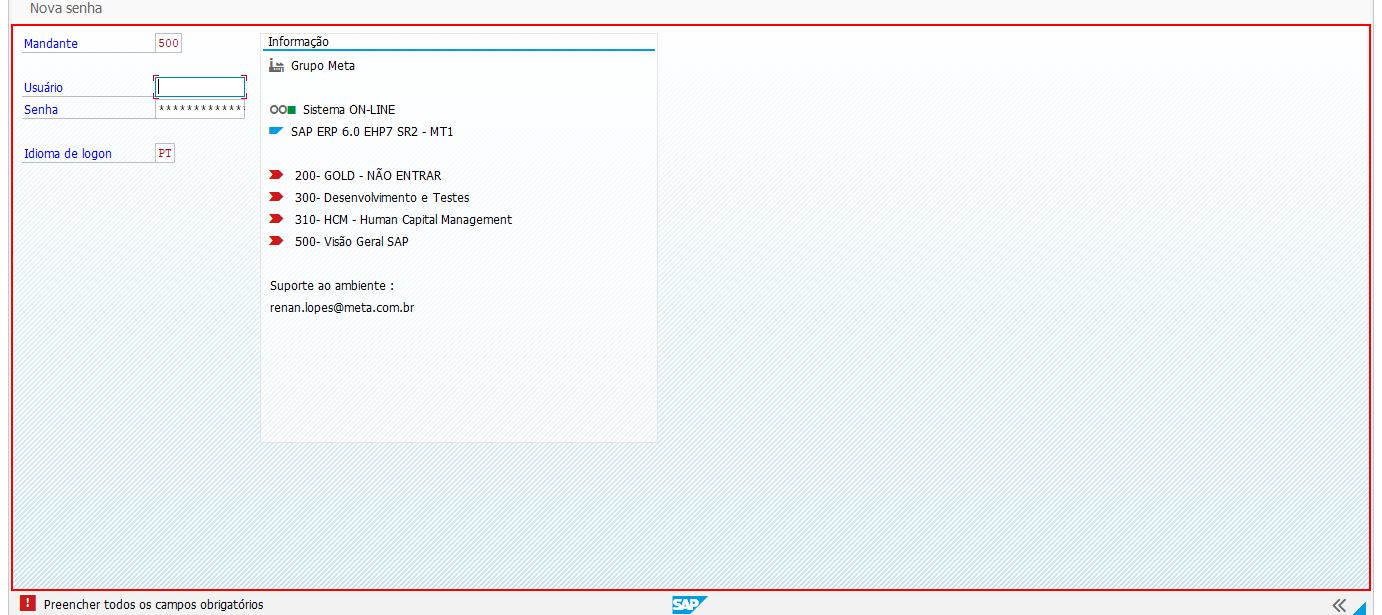 Nova senha
Mandante 500
Usuário
Senha ************
Idioma de logon PT
Informação
Grupo Meta
Sistema ON-LINE
SAP ERP 6.0 EHP7 SR2 - MT1
200- GOLD - NÃO ENTRAR
300- Desenvolvimento e Testes
310- HCM - Human Capital Management
500- Visão Geral SAP
Suporte ao ambiente :
renan.lopes@meta.com.br
! Preencher todos os campos obrigatórios
SAP